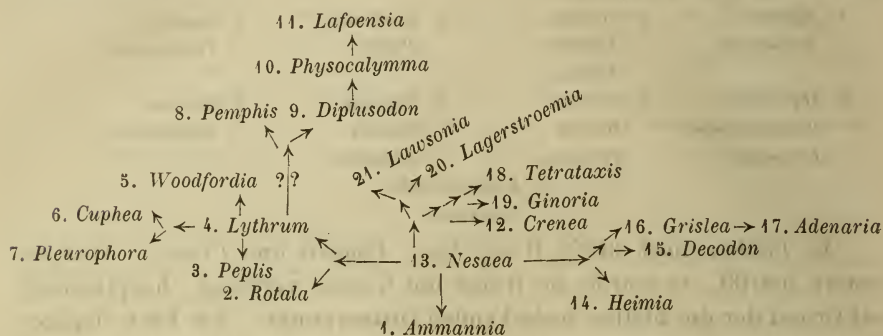 11. Lafoensia
10. Physocalymma
8. Pemphis 9. Diplusodon
21. Lawsonia
20. Lagerstroemia
5. Woodfordia ? ?
18. Tetrataxis
19. Ginoria
6. Cuphea
4. Lythrum
12. Crenea
16. Grislea 17. Adenaria
7. Pleurophora
15. Decodon
13. Nesaea
3. Peplis
2. Rotala
14. Heimia
1. Ammannia